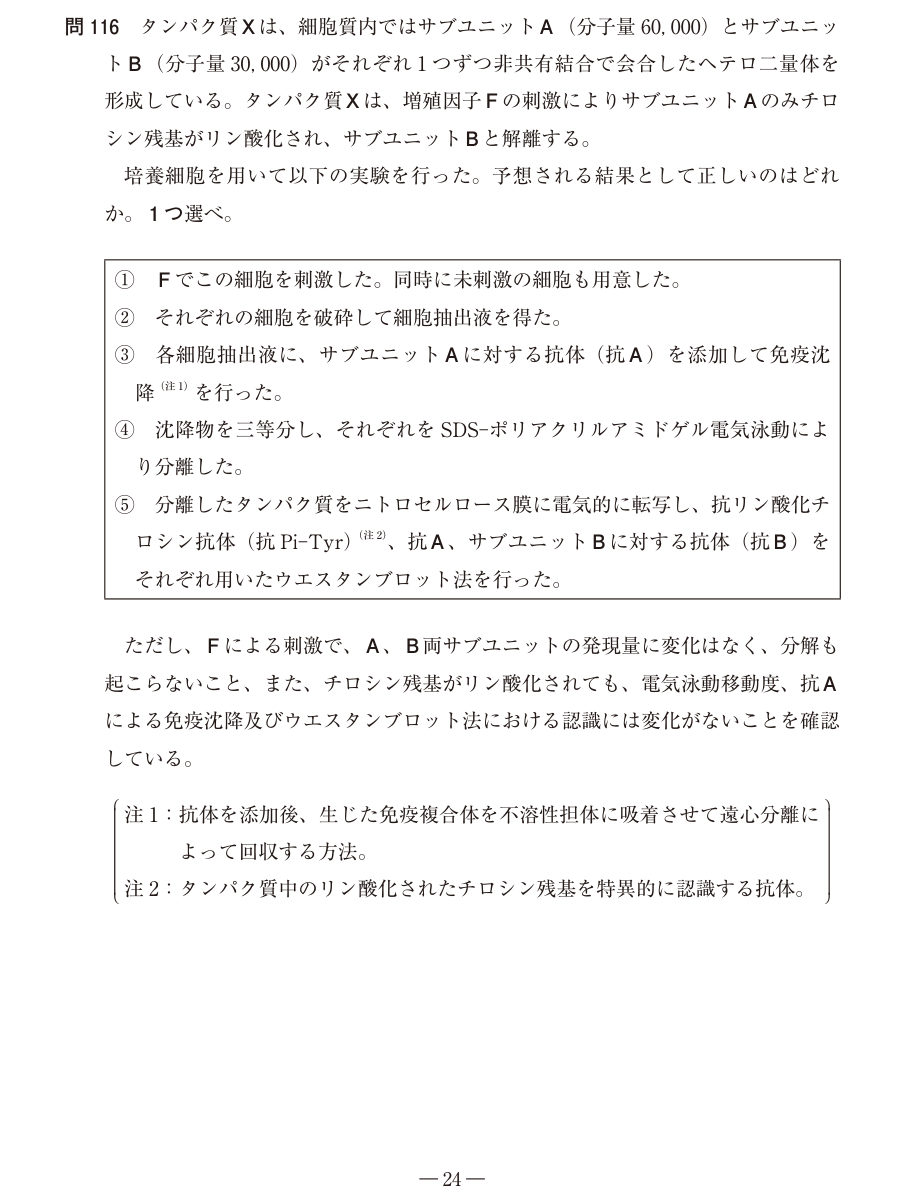 問 116　タンパク質Xは、細胞質内ではサブユニットA（分子量 60,000）とサブユニッ
トB（分子量 30,000）がそれぞれ1つずつ非共有結合で会合したヘテロ二量体を
形成している。タンパク質Xは、増殖因子Fの刺激によりサブユニットAのみチロ
シン残基がリン酸化され、サブユニットBと解離する。
培養細胞を用いて以下の実験を行った。予想される結果として正しいのはどれ
か。1つ選べ。
①　Fでこの細胞を刺激した。同時に未刺激の細胞も用意した。
②　それぞれの細胞を破砕して細胞抽出液を得た。
③　各細胞抽出液に、サブユニットAに対する抗体（抗A）を添加して免疫沈
降（注1）を行った。
④　沈降物を三等分し、それぞれを SDS-ポリアクリルアミドゲル電気泳動によ
り分離した。
⑤　分離したタンパク質をニトロセルロース膜に電気的に転写し、抗リン酸化チ
ロシン抗体（抗 Pi-Tyr）（注2）、抗A、サブユニットBに対する抗体（抗B）を
それぞれ用いたウエスタンブロット法を行った。
ただし、Fによる刺激で、A、B両サブユニットの発現量に変化はなく、分解も
起こらないこと、また、チロシン残基がリン酸化されても、電気泳動移動度、抗A
による免疫沈降及びウエスタンブロット法における認識には変化がないことを確認
している。
注1：抗体を添加後、生じた免疫複合体を不溶性担体に吸着させて遠心分離に
よって回収する方法。
注2：タンパク質中のリン酸化されたチロシン残基を特異的に認識する抗体。
— 24 —